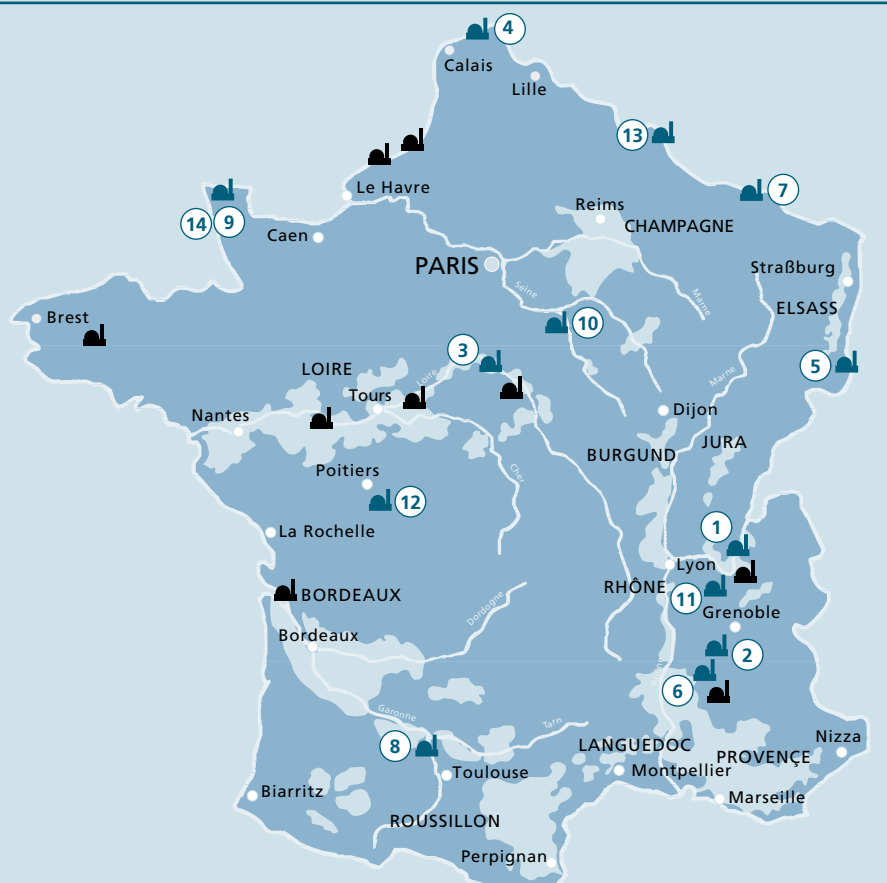 4
Calais
Lille
13
7
Le Havre
Reims
14
9
CHAMPAGNE
Caen
PARIS
Straßburg
Seine
Marne
ELSASS
Brest
10
3
5
LOIRE
Loire
Marne
Tours
Nantes
Dijon
JURA
BURGUND
Poitiers
Cher
12
La Rochelle
1
Lyon
RHÔNE
11
BORDEAUX
Dordogne
Grenoble
Bordeaux
2
6
Garonne
Tarn
8
LANGUEDOC
Nizza
PROVENÇE
Toulouse
Montpellier
Biarritz
Marseille
ROUSSILLON
Perpignan